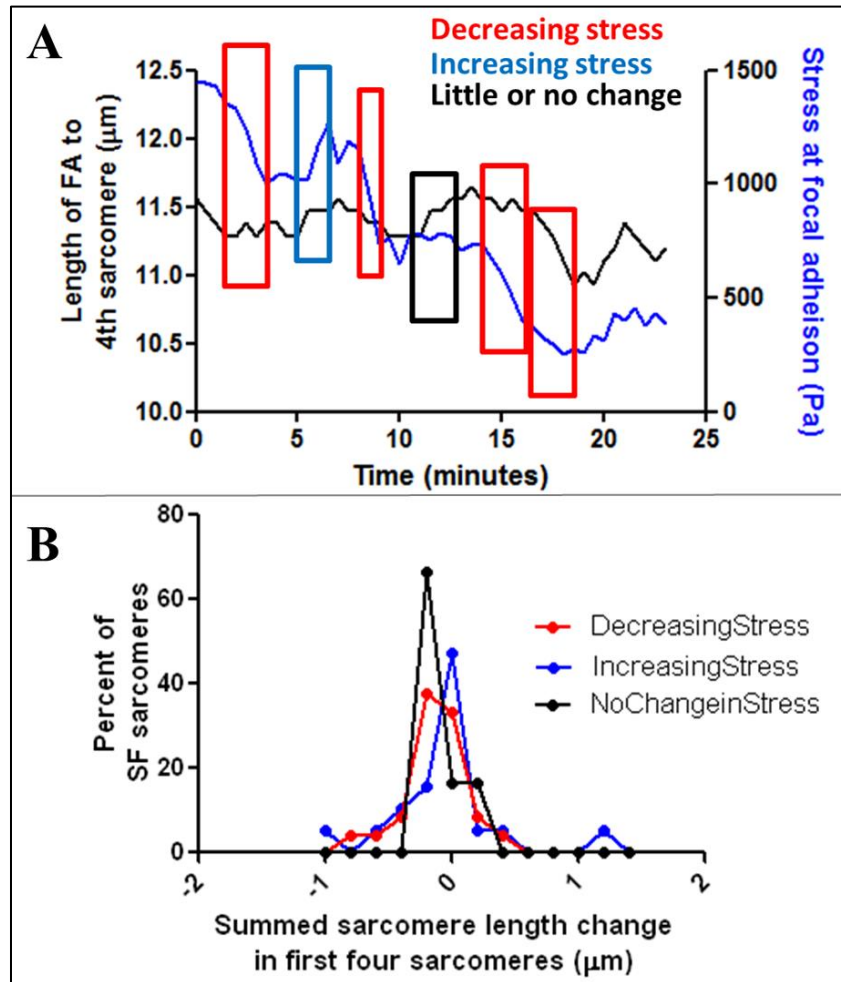 A
Decreasing stress
Increasing stress
Little or no change
Length of FA to
4th sarcomere (μm)
12.5
12.0
11.5
11.0
10.5
10.0
0
5
10
15
20
25
Time (minutes)
1500
1000
500
0
Stress at focal adheison (Pa)
B
Percent of
SF sarcomeres
80
60
40
20
0
DecreasingStress
IncreasingStress
NoChangeinStress
-2
-1
0
1
2
Summed sarcomere length change
in first four sarcomeres (μm)